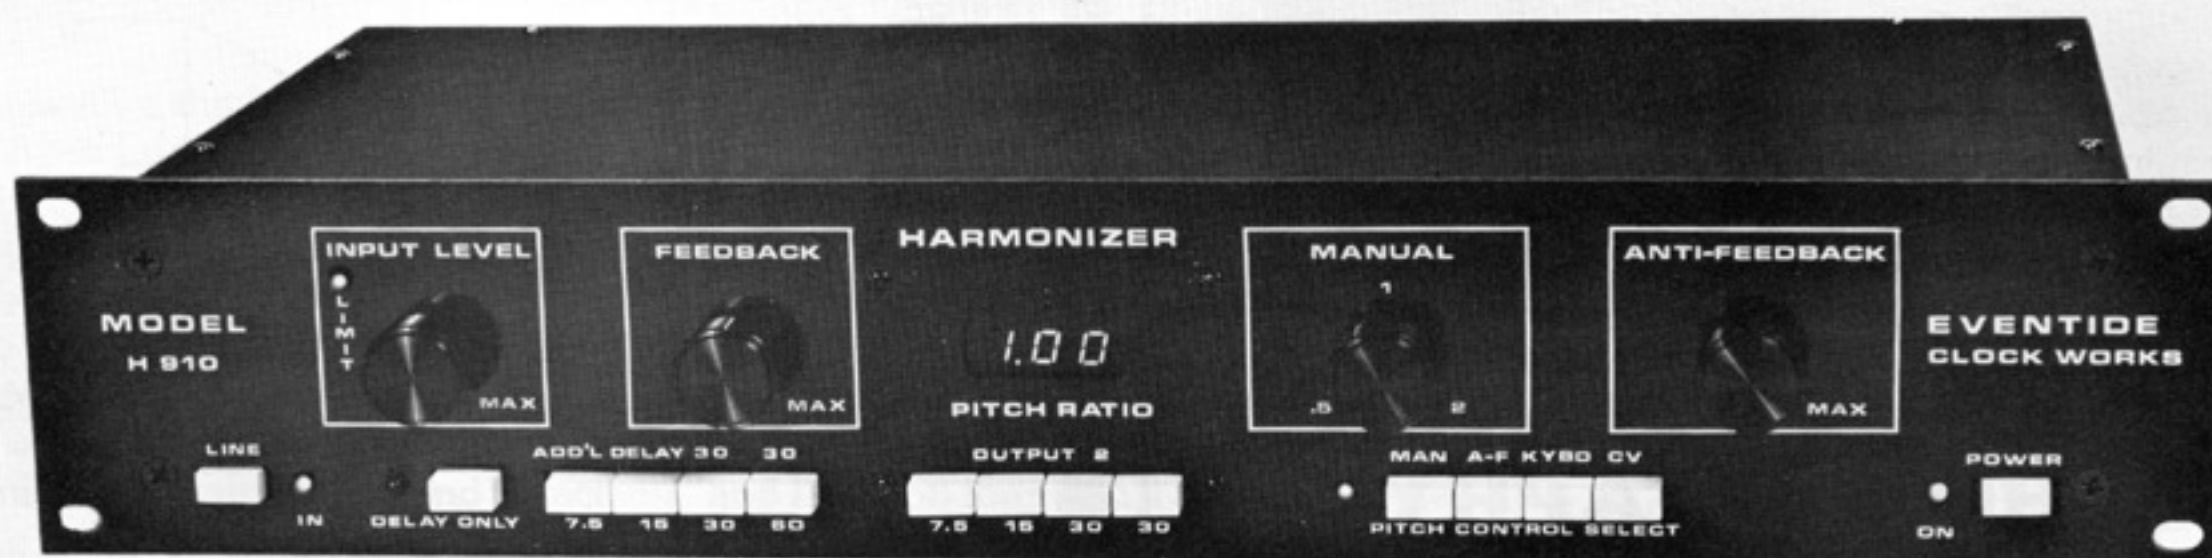 HARMONIZER
INPUT LEVEL
LIMIT
MAX
FEEDBACK
MAX
1.00
PITCH RATIO
MANUAL
1
.5 2
ANTI-FEEDBACK
MAX
MODEL
H 910
EVENTIDE
CLOCK WORKS
LINE
IN
DELAY ONLY
ADD'L DELAY 30 30
7.5 15 30 60
OUTPUT 2
7.5 15 30 30
MAN A-F KYBD CV
PITCH CONTROL SELECT
POWER
ON